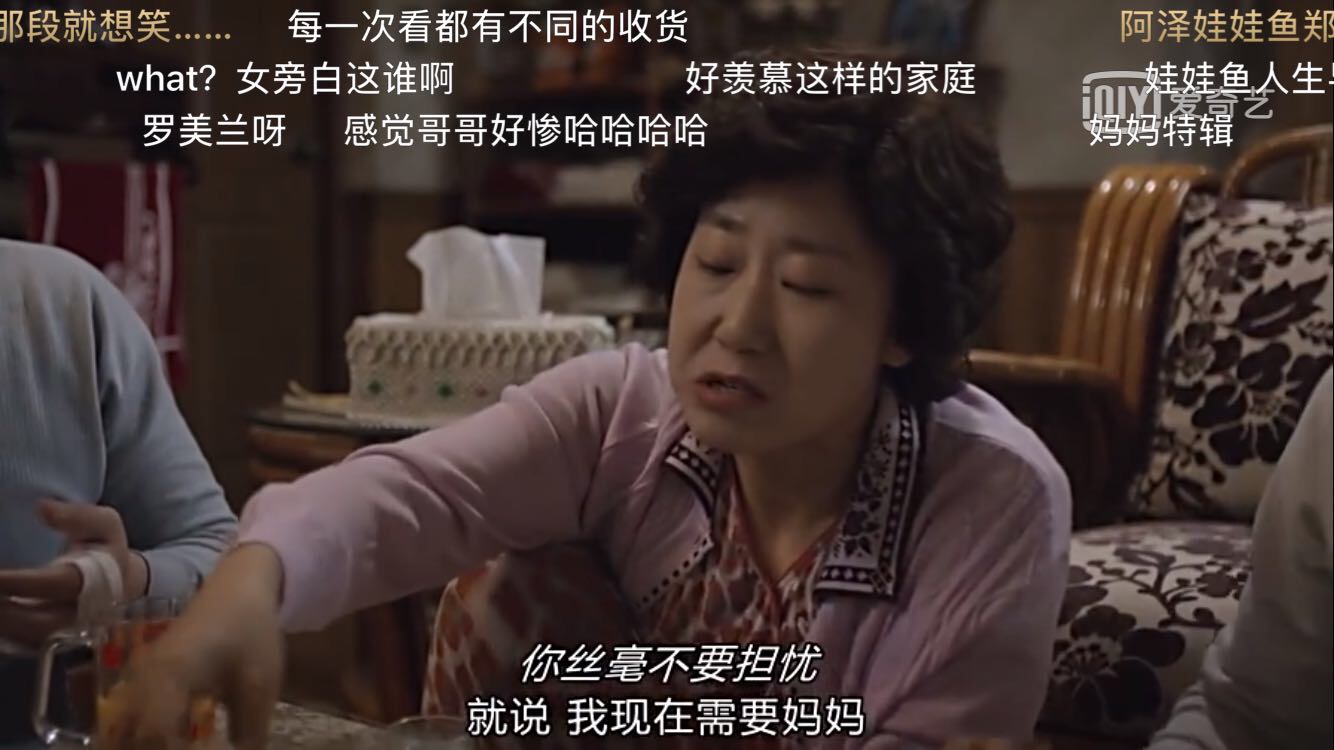 那段就想笑…… 每一次看都有不同的收货 阿泽娃娃鱼郑
what? 女旁白这谁啊 好羡慕这样的家庭 娃娃鱼人生
iQIYI 爱奇艺
罗美兰呀 感觉哥哥好惨哈哈哈哈 妈妈特辑
你丝毫不要担忧
就说 我现在需要妈妈